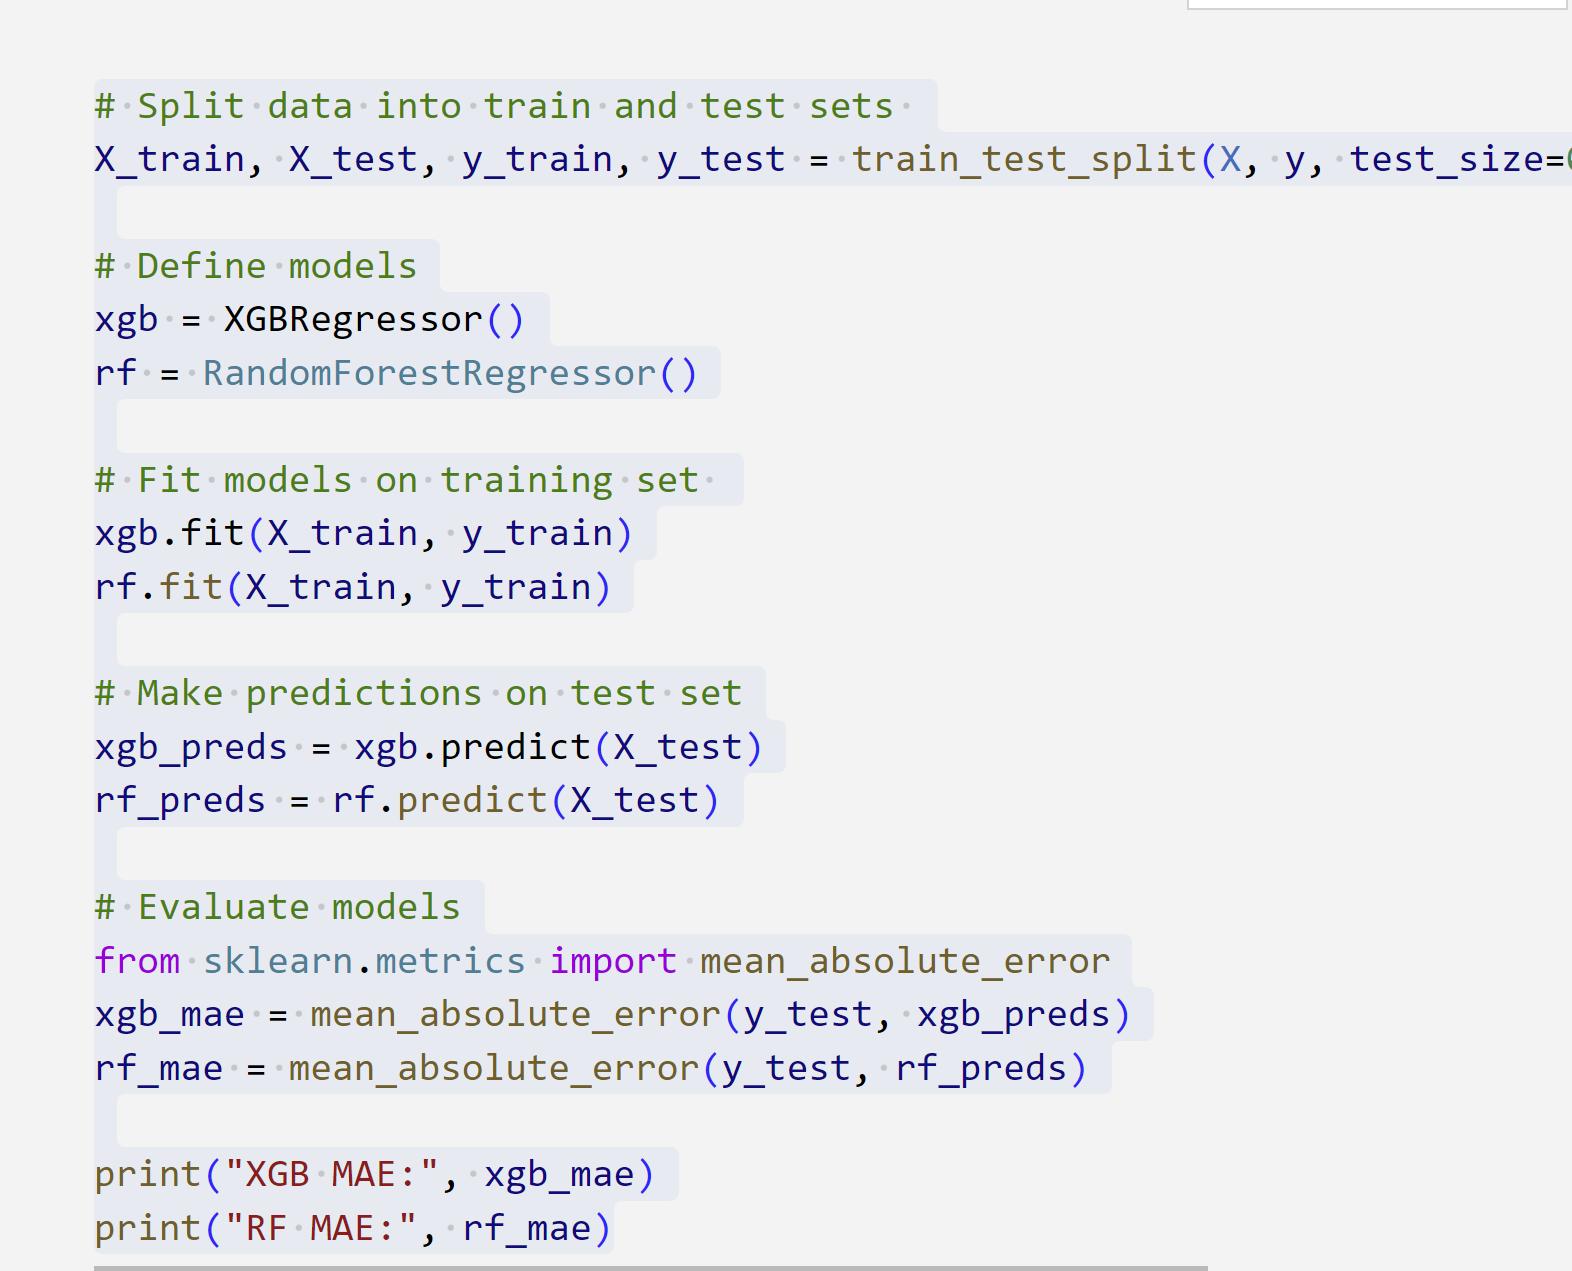 # Split data into train and test sets
X_train, X_test, y_train, y_test = train_test_split(X, y, test_size=
# Define models
xgb = XGBRegressor()
rf = RandomForestRegressor()
# Fit models on training set
xgb.fit(X_train, y_train)
rf.fit(X_train, y_train)
# Make predictions on test set
xgb_preds = xgb.predict(X_test)
rf_preds = rf.predict(X_test)
# Evaluate models
from sklearn.metrics import mean_absolute_error
xgb_mae = mean_absolute_error(y_test, xgb_preds)
rf_mae = mean_absolute_error(y_test, rf_preds)
print("XGB MAE:", xgb_mae)
print("RF MAE:", rf_mae)